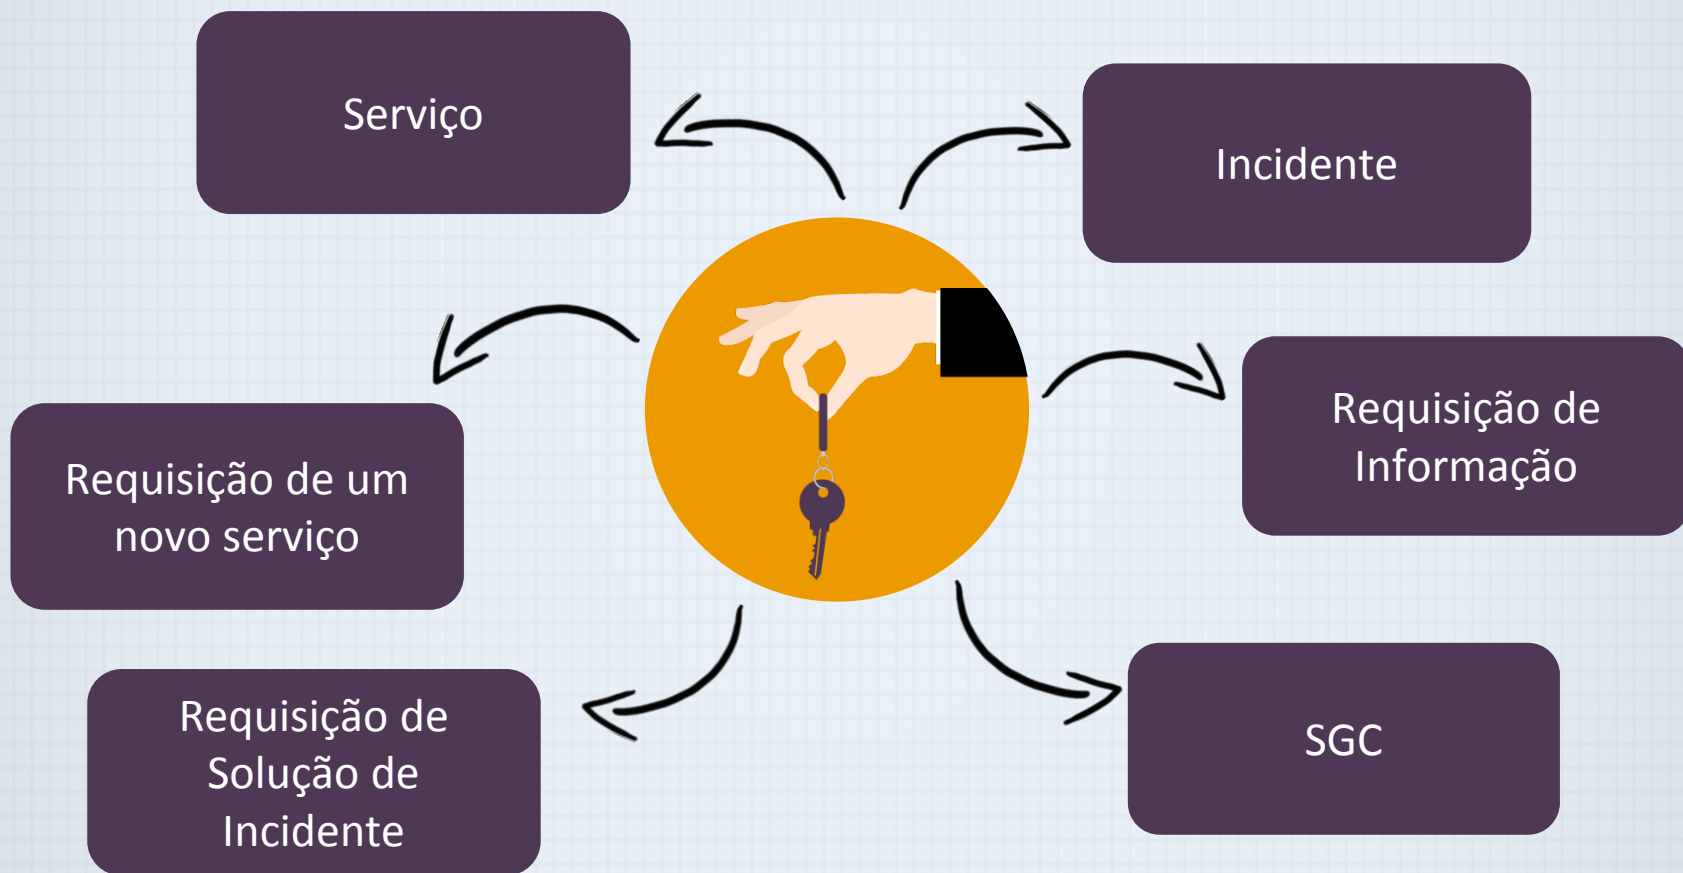 Serviço
Incidente
Requisição de
Informação
Requisição de um
novo serviço
Requisição de
Solução de
Incidente
SGC